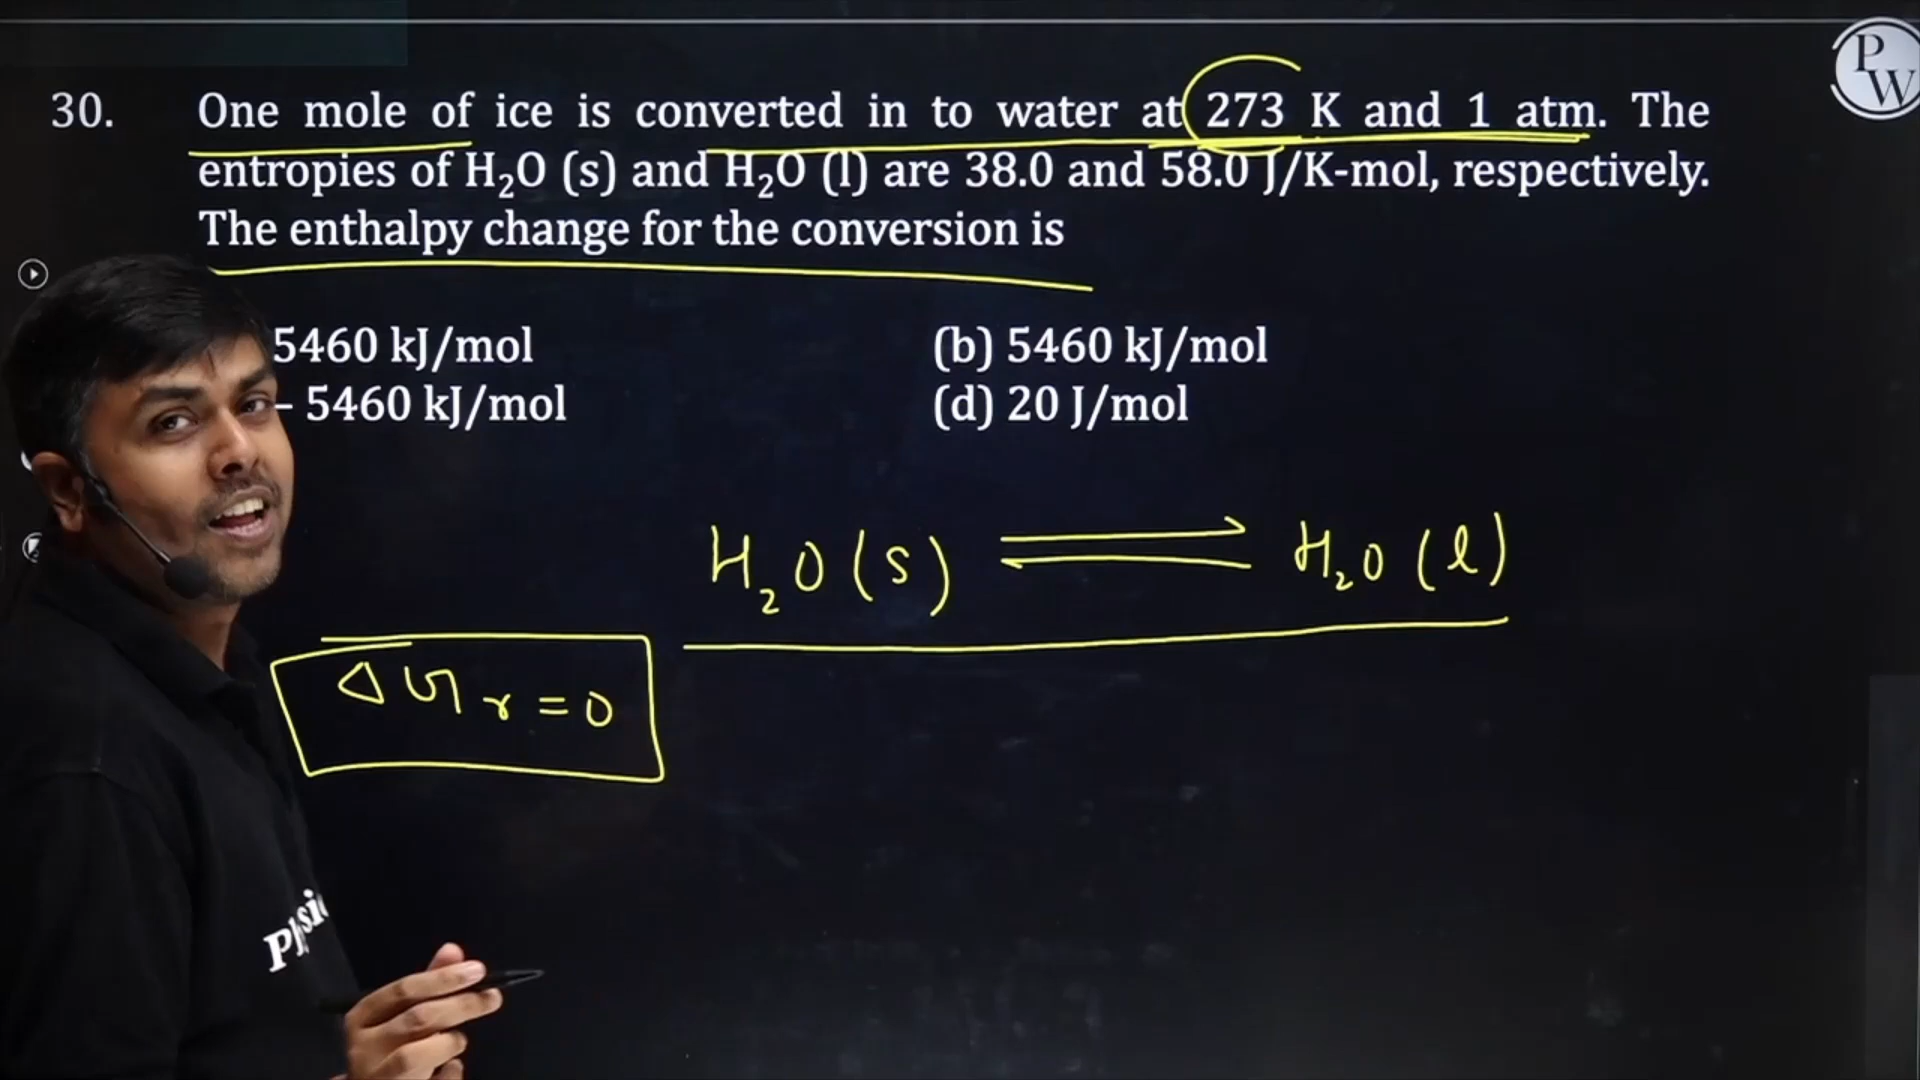 P
W
30. One mole of ice is converted in to water at 273 K and 1 atm. The
entropies of H₂O (s) and H₂O (l) are 38.0 and 58.0 J/K-mol, respectively.
The enthalpy change for the conversion is
5460 kJ/mol (b) 5460 kJ/mol
– 5460 kJ/mol (d) 20 J/mol
H₂O (s) ⇌ H₂O (l)
ΔG r = 0